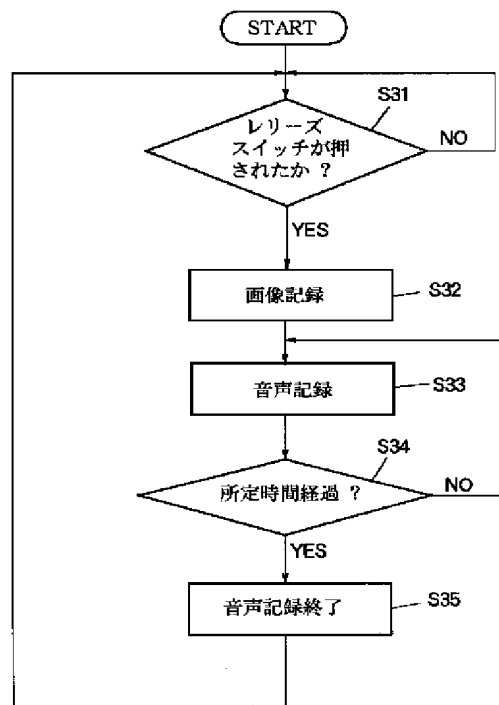 START
S31
レリーズ
スイッチが押
されたか ?
NO
YES
画像記録
S32
音声記録
S33
S34
所定時間経過 ?
NO
YES
音声記録終了
S35